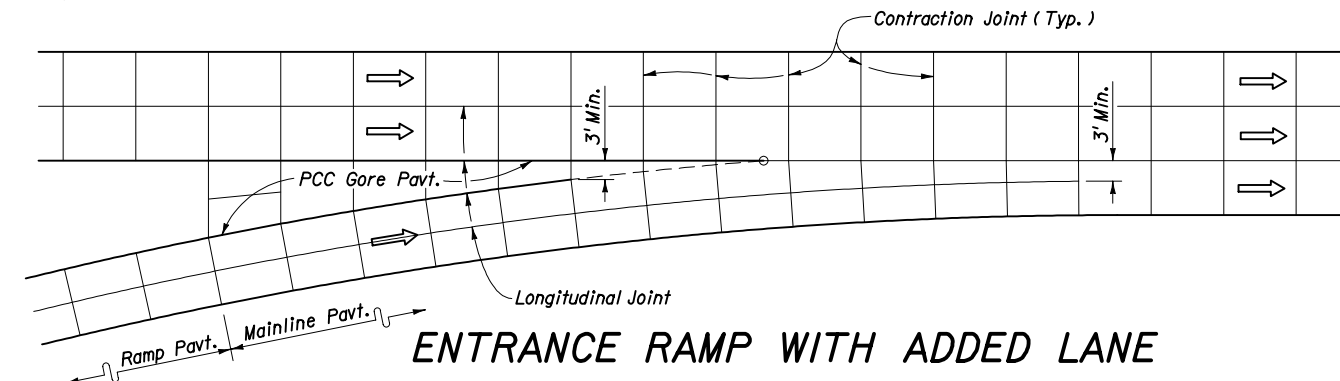 Contraction Joint ( Typ. )
3' Min.
3' Min.
PCC Gore Pavt.
Longitudinal Joint
Mainline Pavt.
Ramp Pavt.
ENTRANCE RAMP WITH ADDED LANE